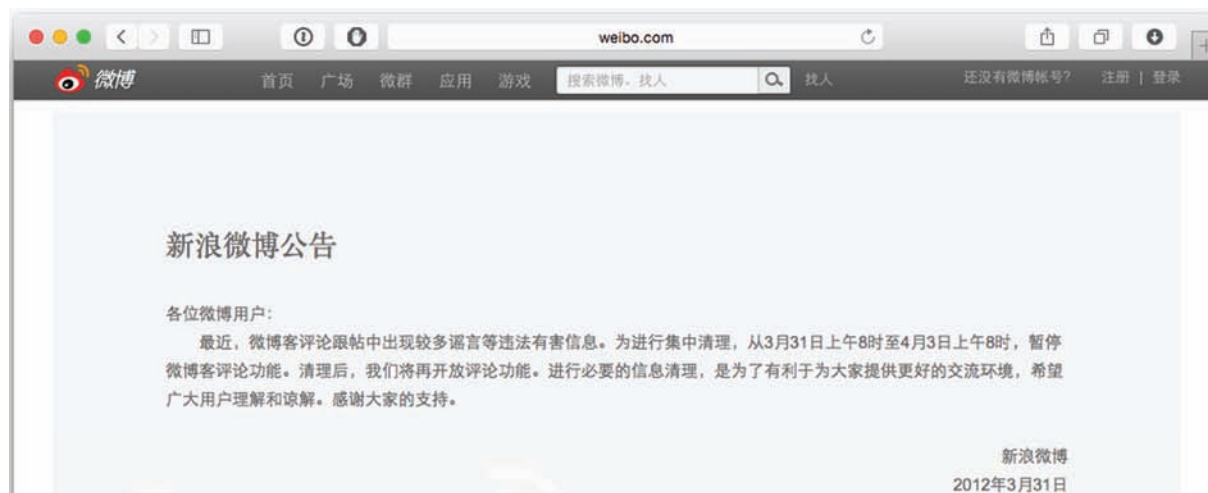 weibo.com
微博 首页 广场 微群 应用 游戏 搜索微博、找人 找人 还没有微博帐号? 注册 | 登录
新浪微博公告
各位微博用户:
最近，微博客评论跟帖中出现较多谣言等违法有害信息。为进行集中清理，从3月31日上午8时至4月3日上午8时，暂停
微博客评论功能。清理后，我们将再开放评论功能。进行必要的信息清理，是为了有利于为大家提供更好的交流环境，希望
广大用户理解和谅解。感谢大家的支持。
新浪微博
2012年3月31日